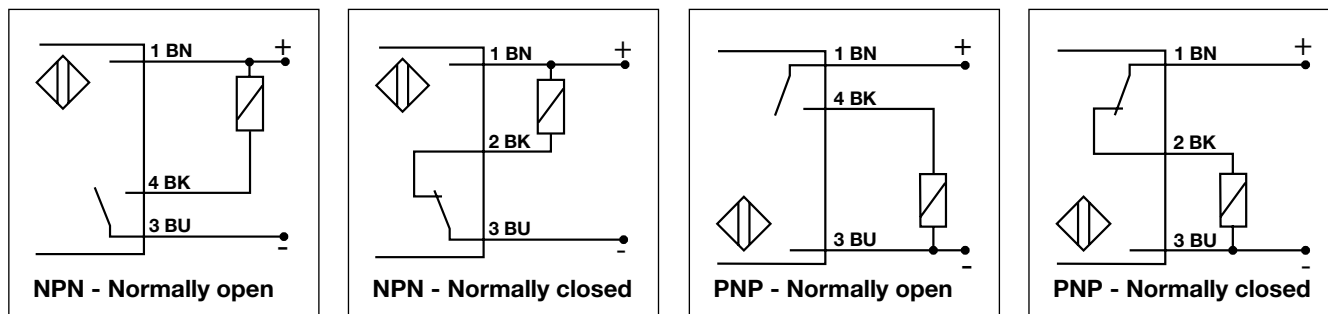 1 BN
+
4 BK
3 BU
-
NPN - Normally open
1 BN
+
2 BK
3 BU
-
NPN - Normally closed
1 BN
+
4 BK
3 BU
-
PNP - Normally open
1 BN
+
2 BK
3 BU
-
PNP - Normally closed